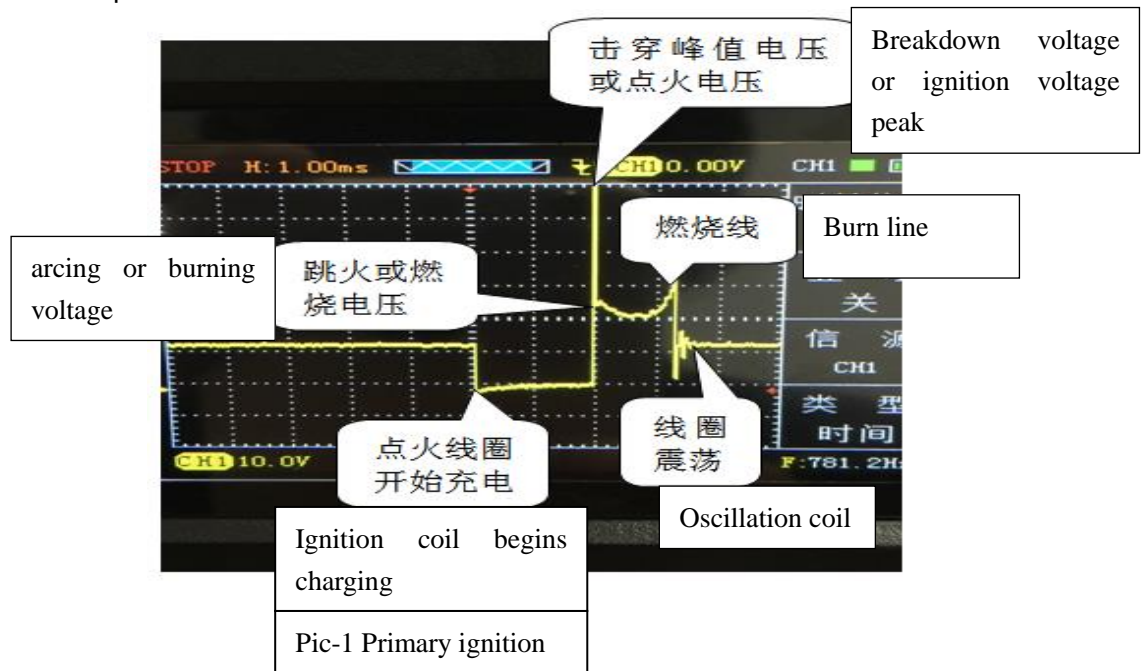 击穿峰值电压
或点火电压
Breakdown voltage
or ignition voltage
peak
STOP H:1.00ms CH1 0.00V CH1
燃烧线
Burn line
arcing or burning
voltage
跳火或燃
烧电压
关
信 源
CH1
类 型
时间
点火线圈
开始充电
线圈
震荡
CH1 10.0V
F:781.2H
Oscillation coil
Ignition coil begins
charging
Pic-1 Primary ignition